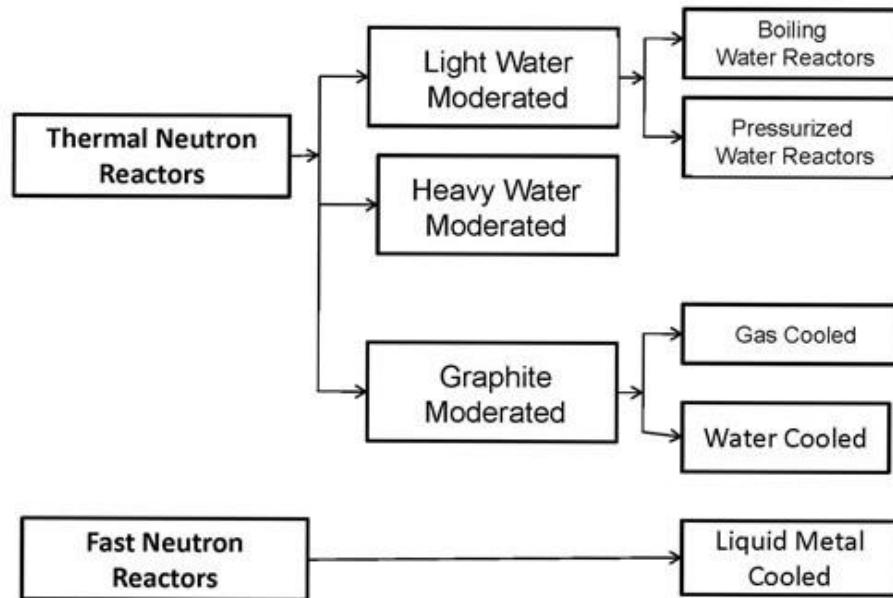 Boiling
Water Reactors
Light Water
Moderated
Pressurized
Water Reactors
Thermal Neutron
Reactors
Heavy Water
Moderated
Gas Cooled
Graphite
Moderated
Water Cooled
Fast Neutron
Reactors
Liquid Metal
Cooled